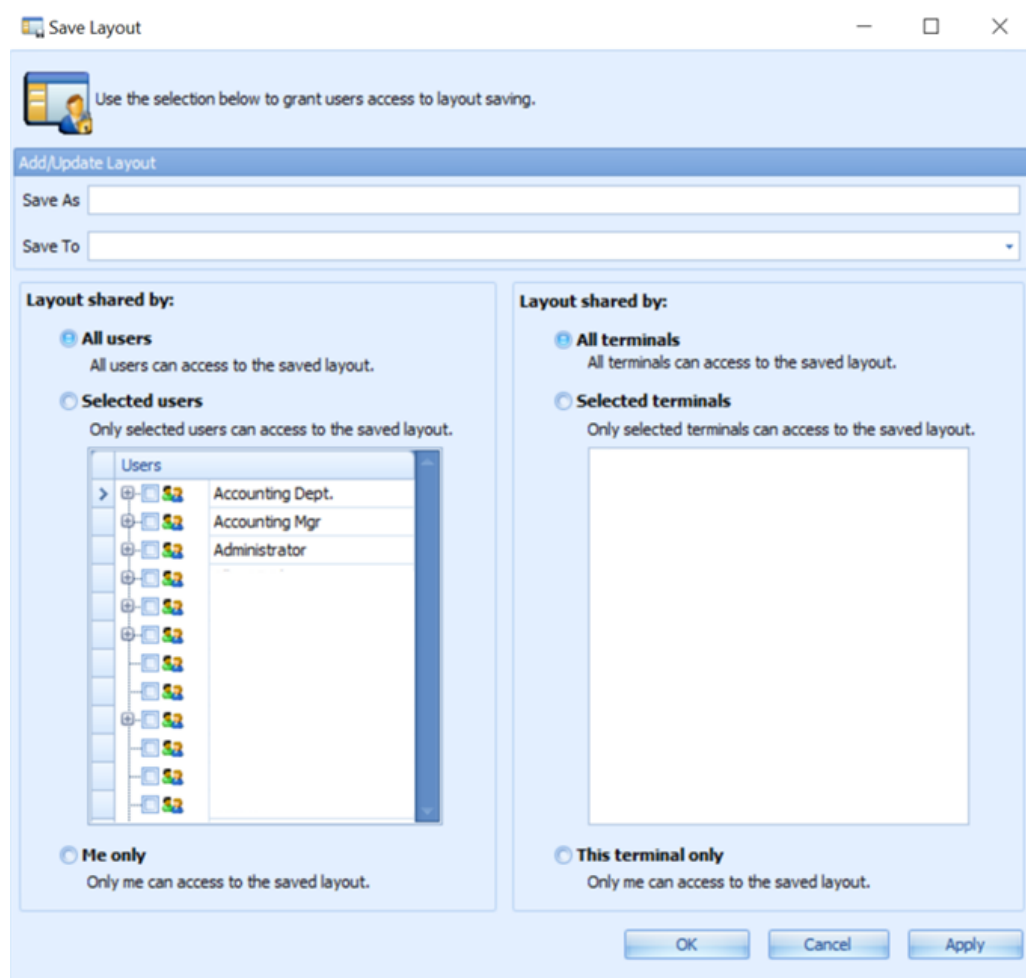 Save Layout
Use the selection below to grant users access to layout saving.
Add/Update Layout
Save As
Save To
Layout shared by:
All users
All users can access to the saved layout.
Selected users
Only selected users can access to the saved layout.
Users
Accounting Dept.
Accounting Mgr
Administrator
Me only
Only me can access to the saved layout.
Layout shared by:
All terminals
All terminals can access to the saved layout.
Selected terminals
Only selected terminals can access to the saved layout.
This terminal only
Only me can access to the saved layout.
OK
Cancel
Apply